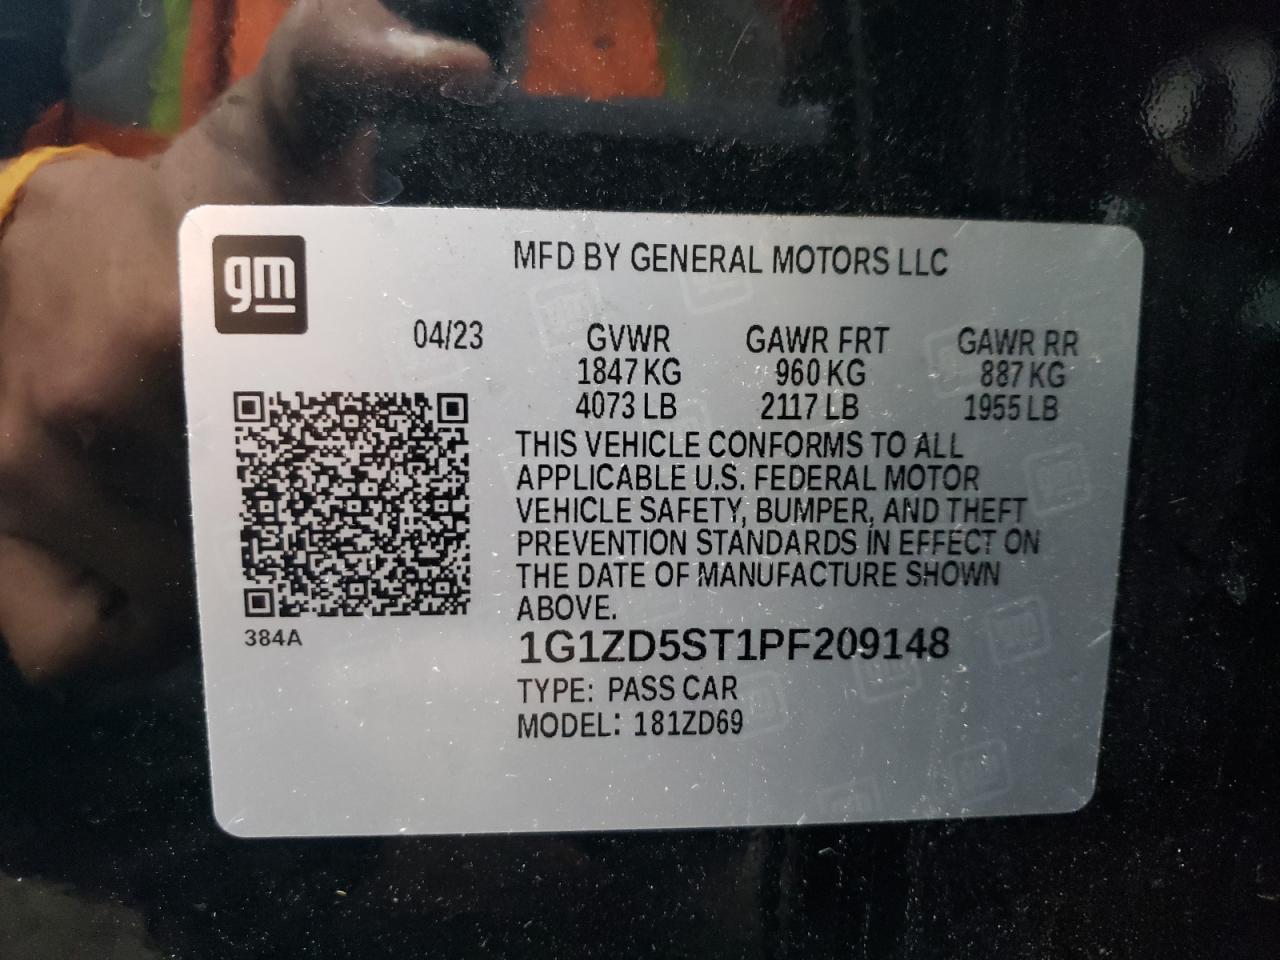 gm
MFD BY GENERAL MOTORS LLC
04/23 GVWR GAWR FRT GAWR RR
1847 KG 960 KG 887 KG
4073 LB 2117 LB 1955 LB
THIS VEHICLE CONFORMS TO ALL
APPLICABLE U.S. FEDERAL MOTOR
VEHICLE SAFETY, BUMPER, AND THEFT
PREVENTION STANDARDS IN EFFECT ON
THE DATE OF MANUFACTURE SHOWN
ABOVE.
384A
1G1ZD5ST1PF209148
TYPE: PASS CAR
MODEL: 181ZD69